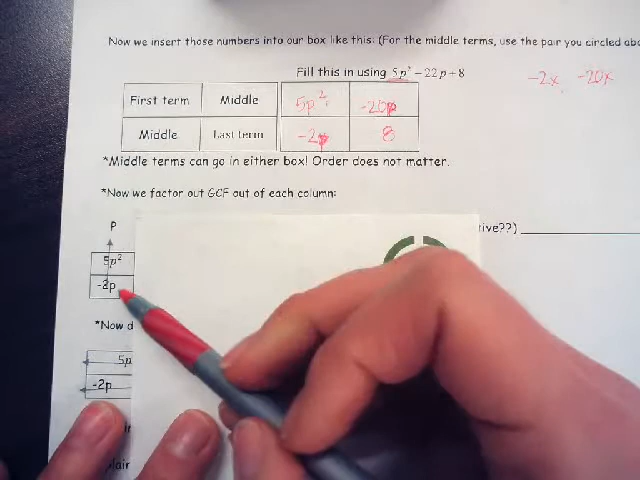 Now we insert those numbers into our box like this: (For the middle terms, use the pair you circled
Fill this in using 5p² - 22p + 8
-2x -20x
First term Middle 5p² -20p
Middle Last term -2p 8
*Middle terms can go in either box! Order does not matter.
*Now we factor out GCF out of each column:
P
5p²
-2p
*Now
5p
-2p